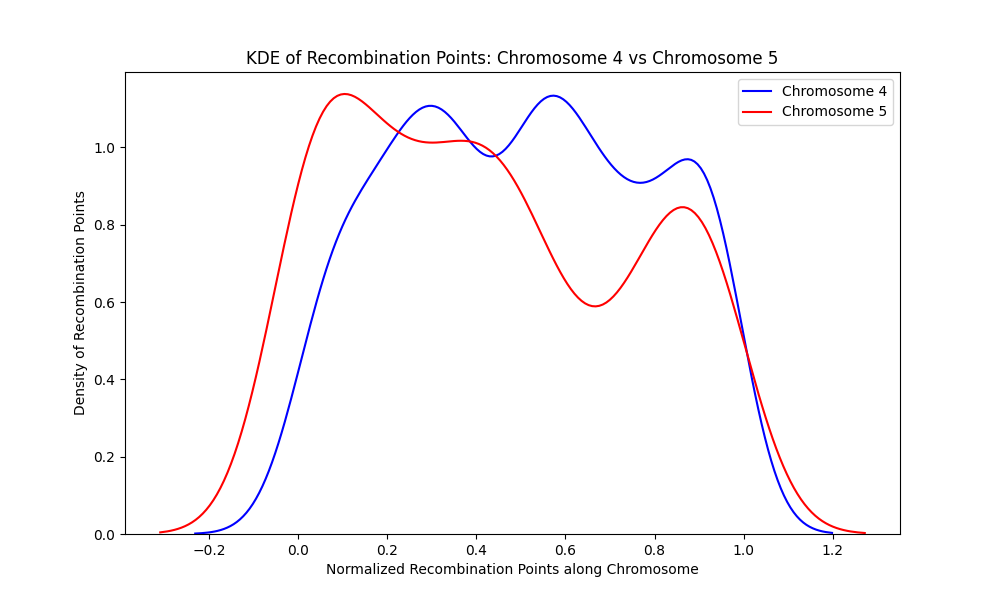 KDE of Recombination Points: Chromosome 4 vs Chromosome 5
Chromosome 4
Chromosome 5
Density of Recombination Points
1.0
0.8
0.6
0.4
0.2
0.0
−0.2 0.0 0.2 0.4 0.6 0.8 1.0 1.2
Normalized Recombination Points along Chromosome